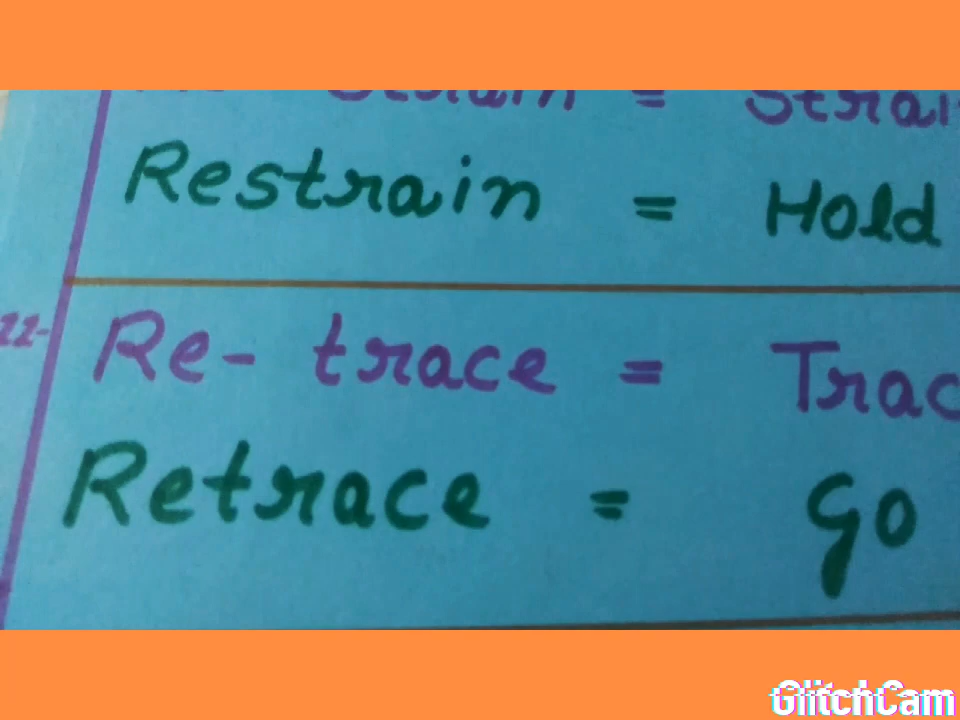 Restrain = Hold
22-
Re- trace = Trac
Retrace = Go
GlitchCam